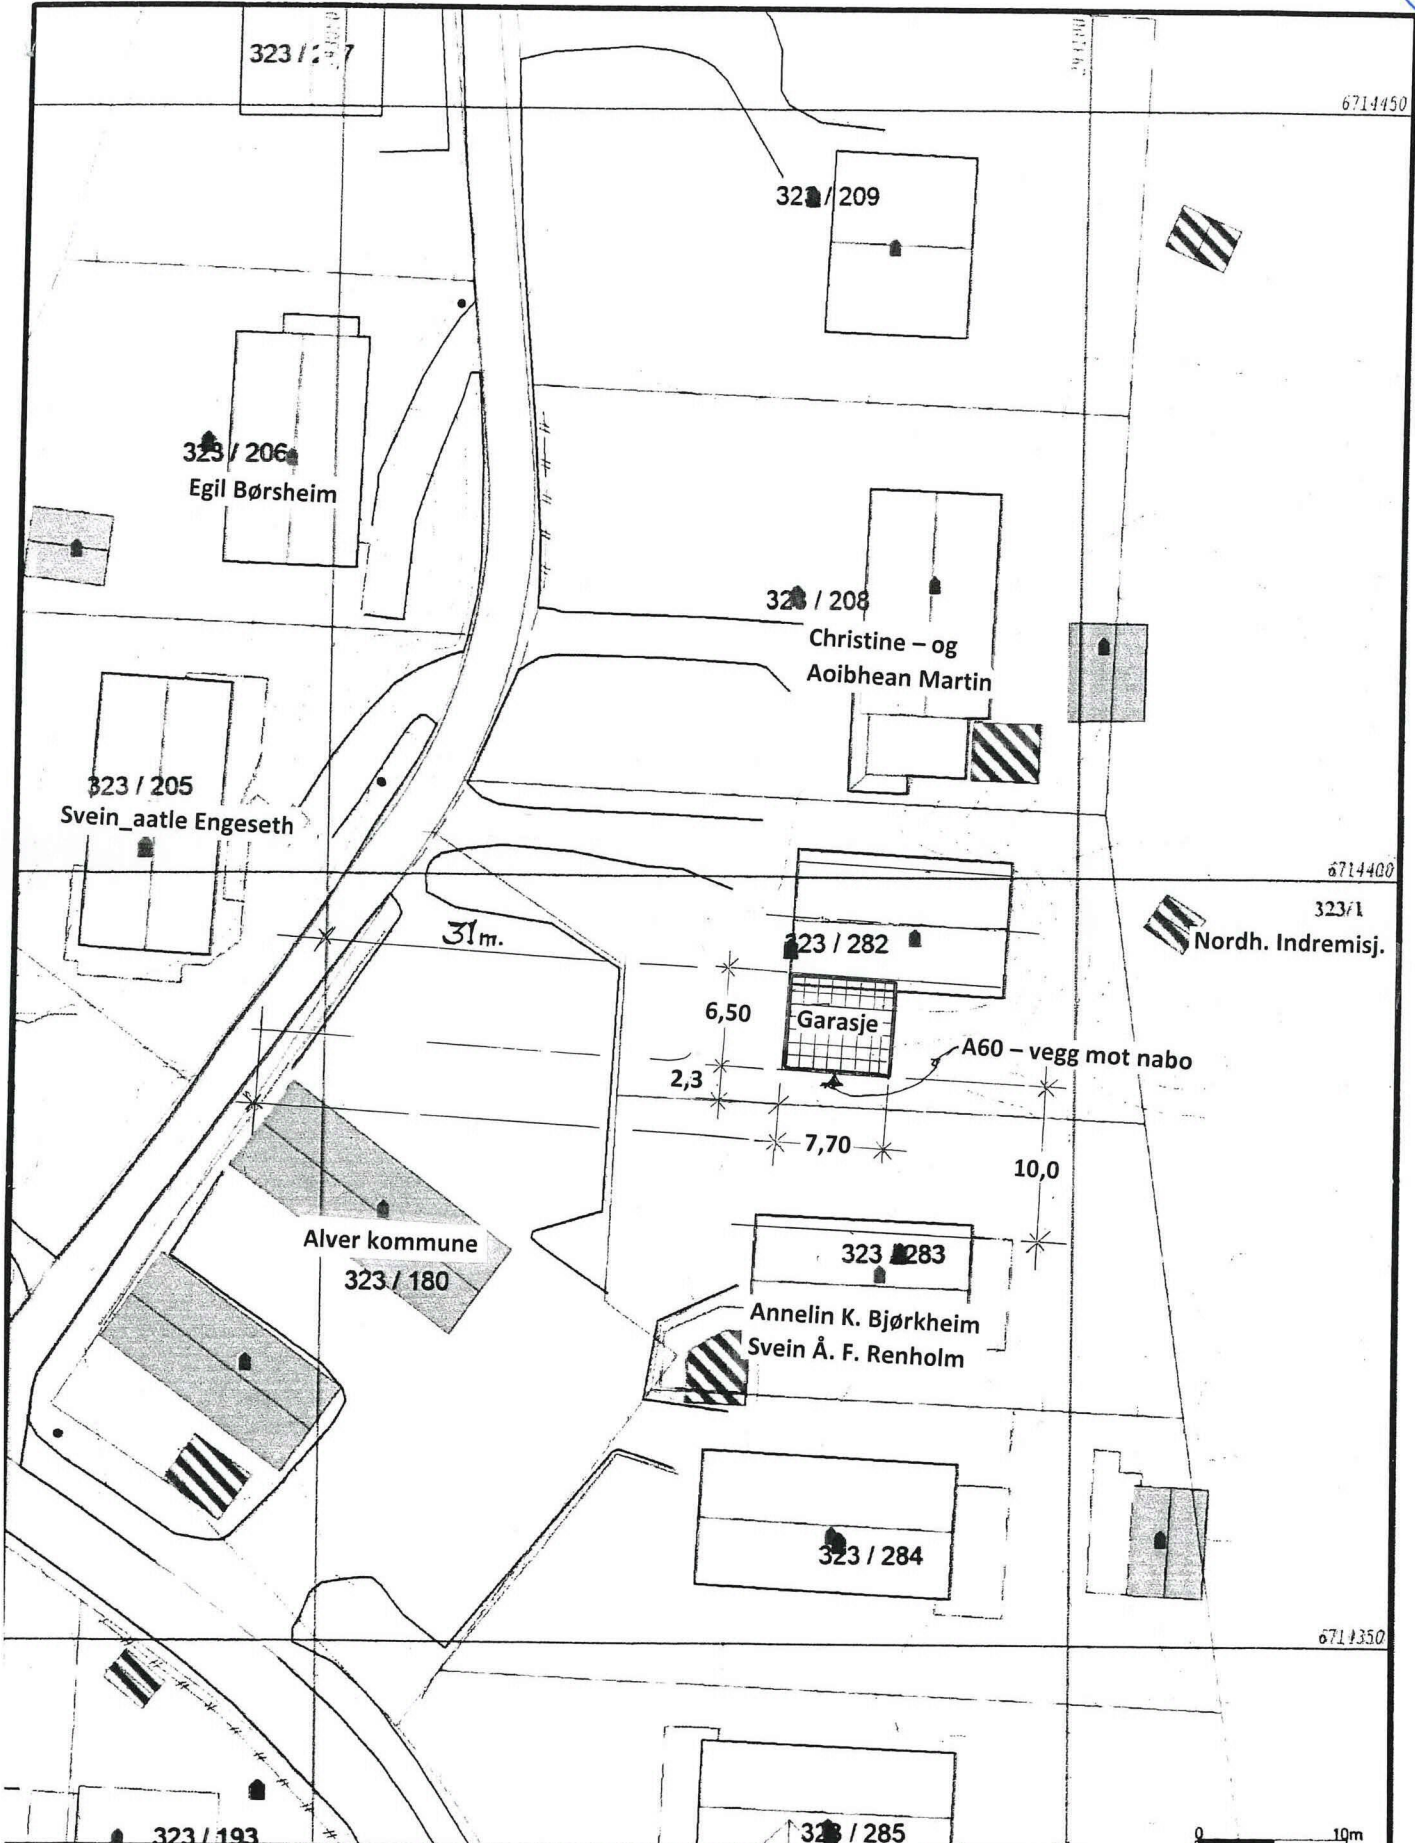 6714450
323 / 209
323 / 206
Egil Børsheim
323 / 208
Christine – og
Aoibhean Martin
323 / 205
Svein_aatle Engeseth
6714400
323/1
Nordh. Indremisj.
31m.
323 / 282
6,50
Garasje
A60 – vegg mot nabo
2,3
7,70
10,0
Alver kommune
323 / 180
323 / 283
Annelin K. Bjørkheim
Svein Å. F. Renholm
323 / 284
6714350
323 / 193
323 / 285
0 10m